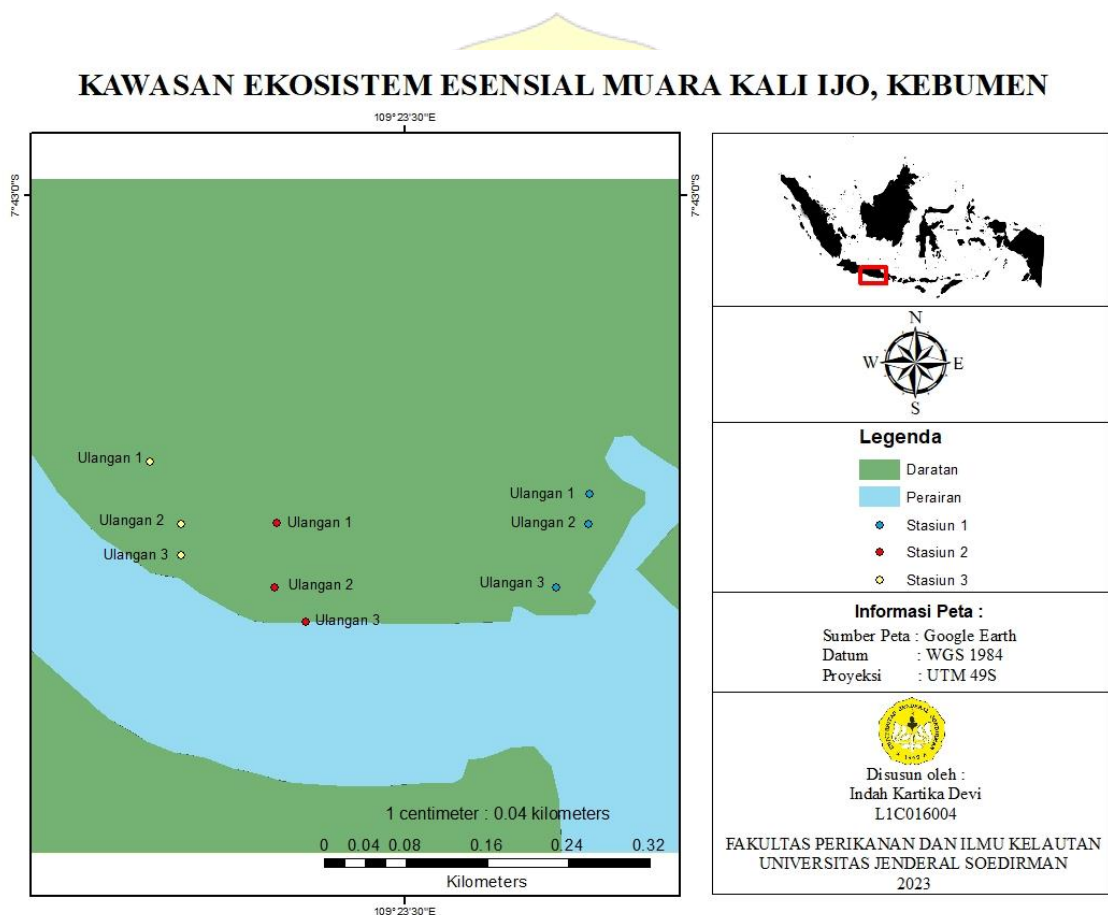 KAWASAN EKOSISTEM ESENSIAL MUARA KALI IJO, KEBUMEN
109°23'30"E
7°43'0"S
7°43'0"S
Ulangan 1
Ulangan 2
Ulangan 3
Ulangan 1
Ulangan 2
Ulangan 3
Ulangan 1
Ulangan 2
Ulangan 3
1 centimeter : 0.04 kilometers
0 0.04 0.08 0.16 0.24 0.32
Kilometers
109°23'30"E
N
W E
S
Legenda
Daratan
Perairan
Stasiun 1
Stasiun 2
Stasiun 3
Informasi Peta :
Sumber Peta : Google Earth
Datum : WGS 1984
Proyeksi : UTM 49S
Disusun oleh :
Indah Kartika Devi
L1C016004
FAKULTAS PERIKANAN DAN ILMU KELAUTAN
UNIVERSITAS JENDERAL SOEDIRMAN
2023